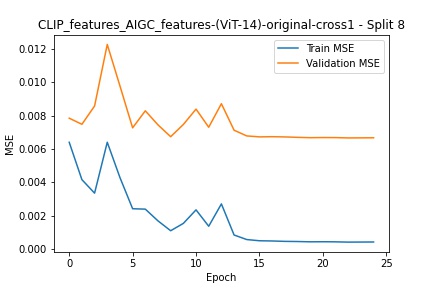 CLIP_features_AIGC_features-(ViT-14)-original-cross1 - Split 8
Train MSE
Validation MSE
0.012
0.010
0.008
0.006
0.004
0.002
0.000
MSE
0 5 10 15 20 25
Epoch